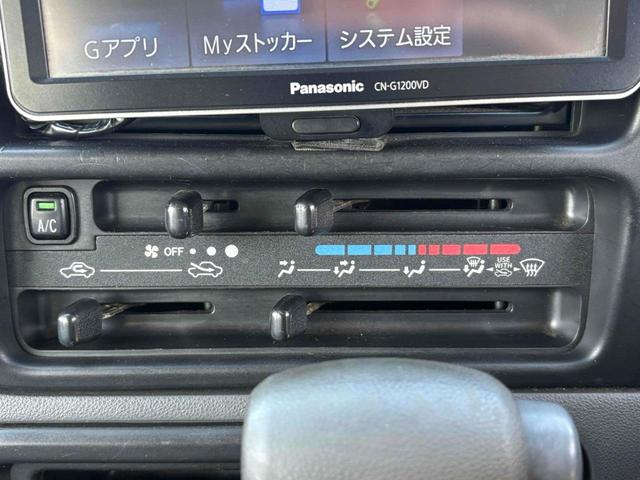 Gアプリ Myストッカー システム設定
Panasonic CN-G1200VD
A/C
OFF
USE
WITH